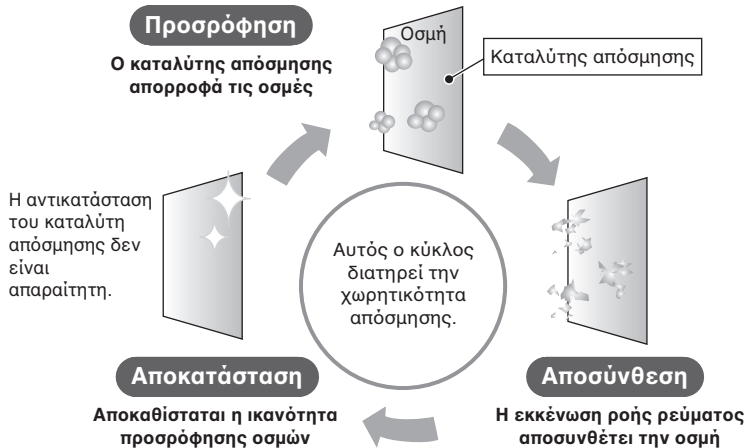 Προσρόφηση
Ο καταλύτης απόσμησης
απορροφά τις οσμές
Οσμή
Καταλύτης απόσμησης
Η αντικατάσταση
του καταλύτη
απόσμησης δεν
είναι
απαραίτητη.
Αυτός ο κύκλος
διατηρεί την
χωρητικότητα
απόσμησης.
Αποκατάσταση
Αποκαθίσταται η ικανότητα
προσρόφησης οσμών
Αποσύνθεση
Η εκκένωση ροής ρεύματος
αποσυνθέτει την οσμή